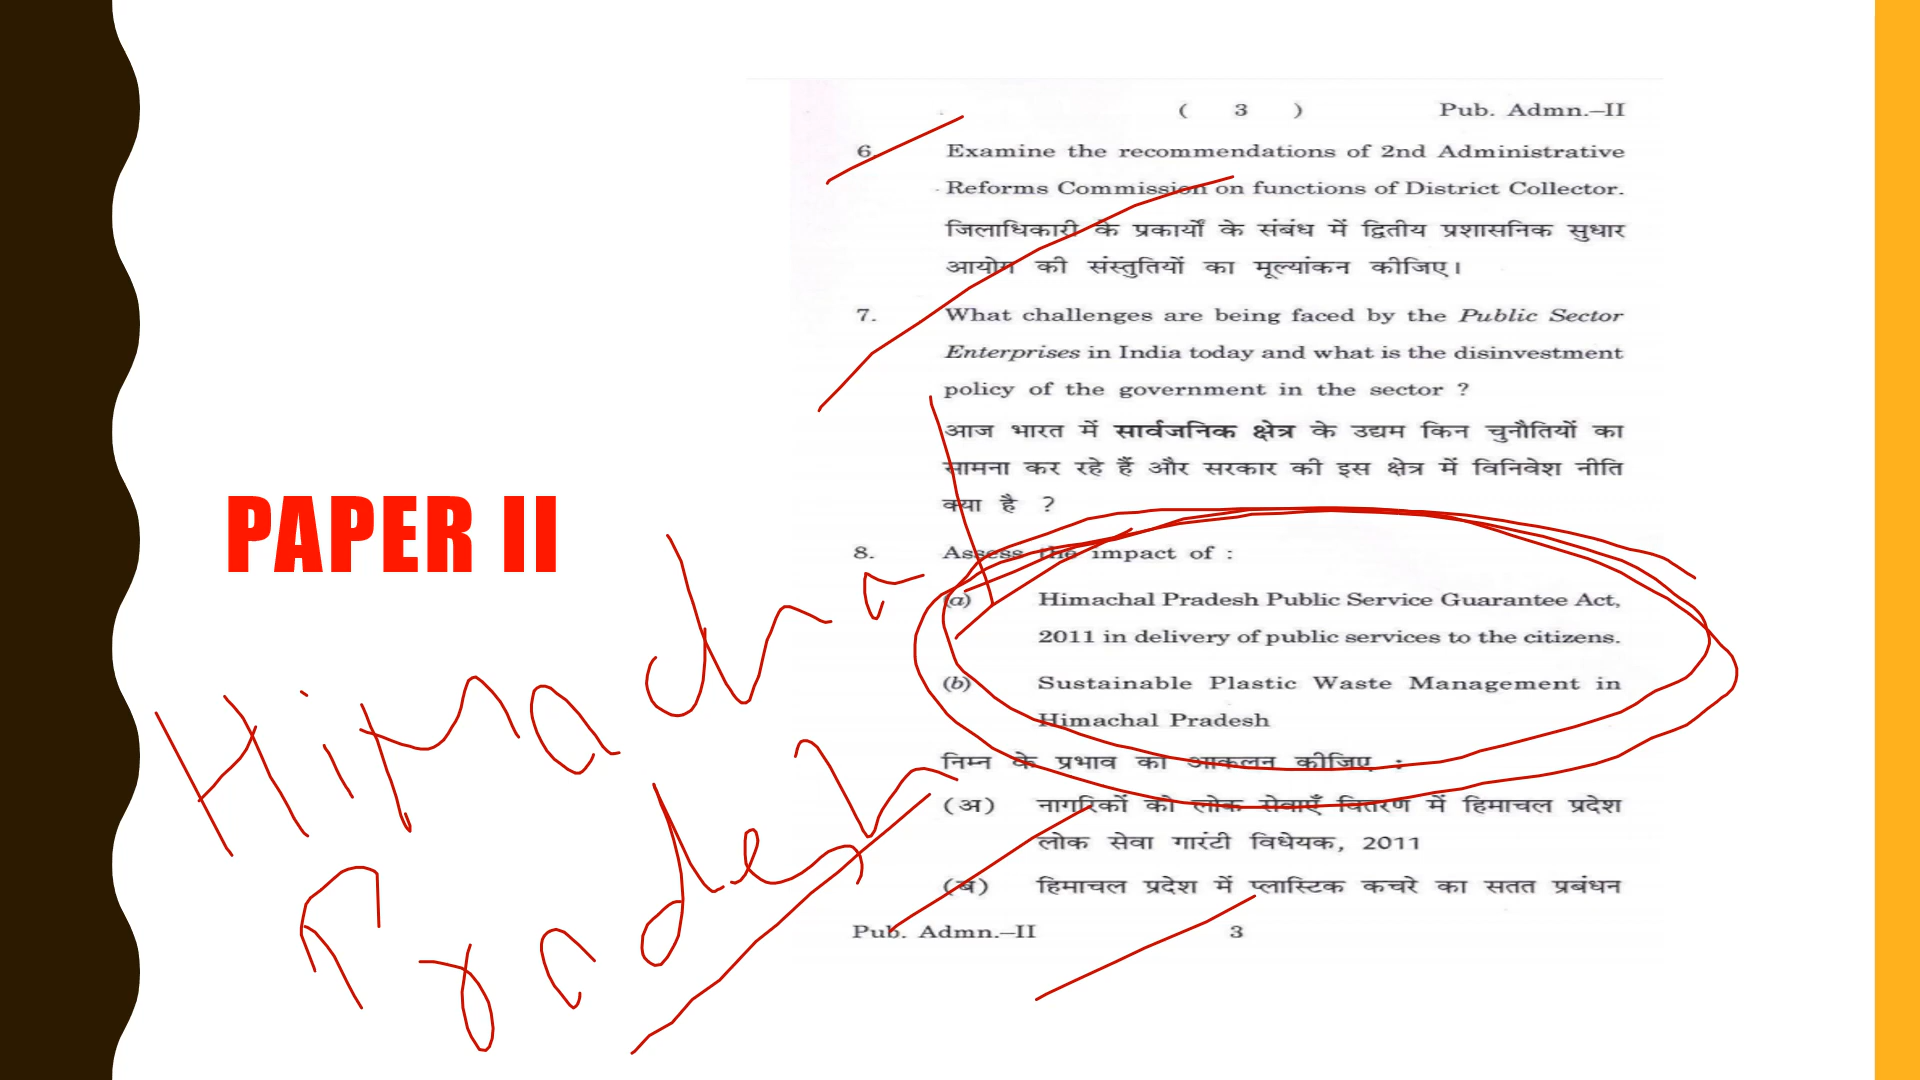 ( 3 ) Pub. Admn.–II
6. Examine the recommendations of 2nd Administrative
Reforms Commission on functions of District Collector.
जिलाधिकारी के प्रकार्यों के संबंध में द्वितीय प्रशासनिक सुधार
आयोग की संस्तुतियों का मूल्यांकन कीजिए।
7. What challenges are being faced by the Public Sector
Enterprises in India today and what is the disinvestment
policy of the government in the sector ?
आज भारत में सार्वजनिक क्षेत्र के उद्यम किन चुनौतियों का
सामना कर रहे हैं और सरकार की इस क्षेत्र में विनिवेश नीति
क्या है ?
PAPER II
8. Assess the impact of :
(a) Himachal Pradesh Public Service Guarantee Act,
2011 in delivery of public services to the citizens.
(b) Sustainable Plastic Waste Management in
Himachal Pradesh
निम्न के प्रभाव का आकलन कीजिए :
(अ) नागरिकों को लोक सेवाएँ वितरण में हिमाचल प्रदेश
लोक सेवा गारंटी विधेयक, 2011
(ब) हिमाचल प्रदेश में प्लास्टिक कचरे का सतत प्रबंधन
Pub. Admn.–II 3
Himachal
Pradesh